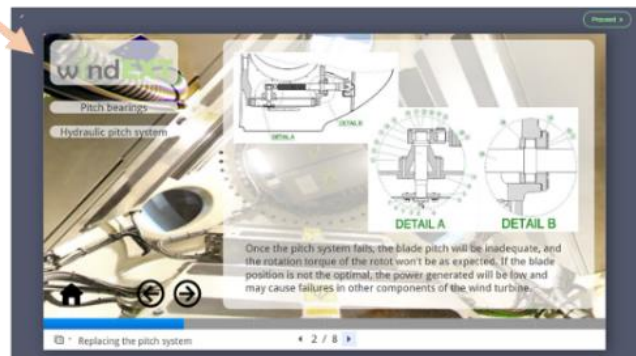 Proceed >
windEXT
Pitch bearings
Hydraulic pitch system
DETAIL A
DETAIL B
DETAIL A
DETAIL B
Once the pitch system fails, the blade pitch will be inadequate, and
the rotation torque of the rotot won't be as expected. If the blade
position is not the optimal, the power generated will be low and
may cause failures in other components of the wind turbine.
Replacing the pitch system
2 / 8